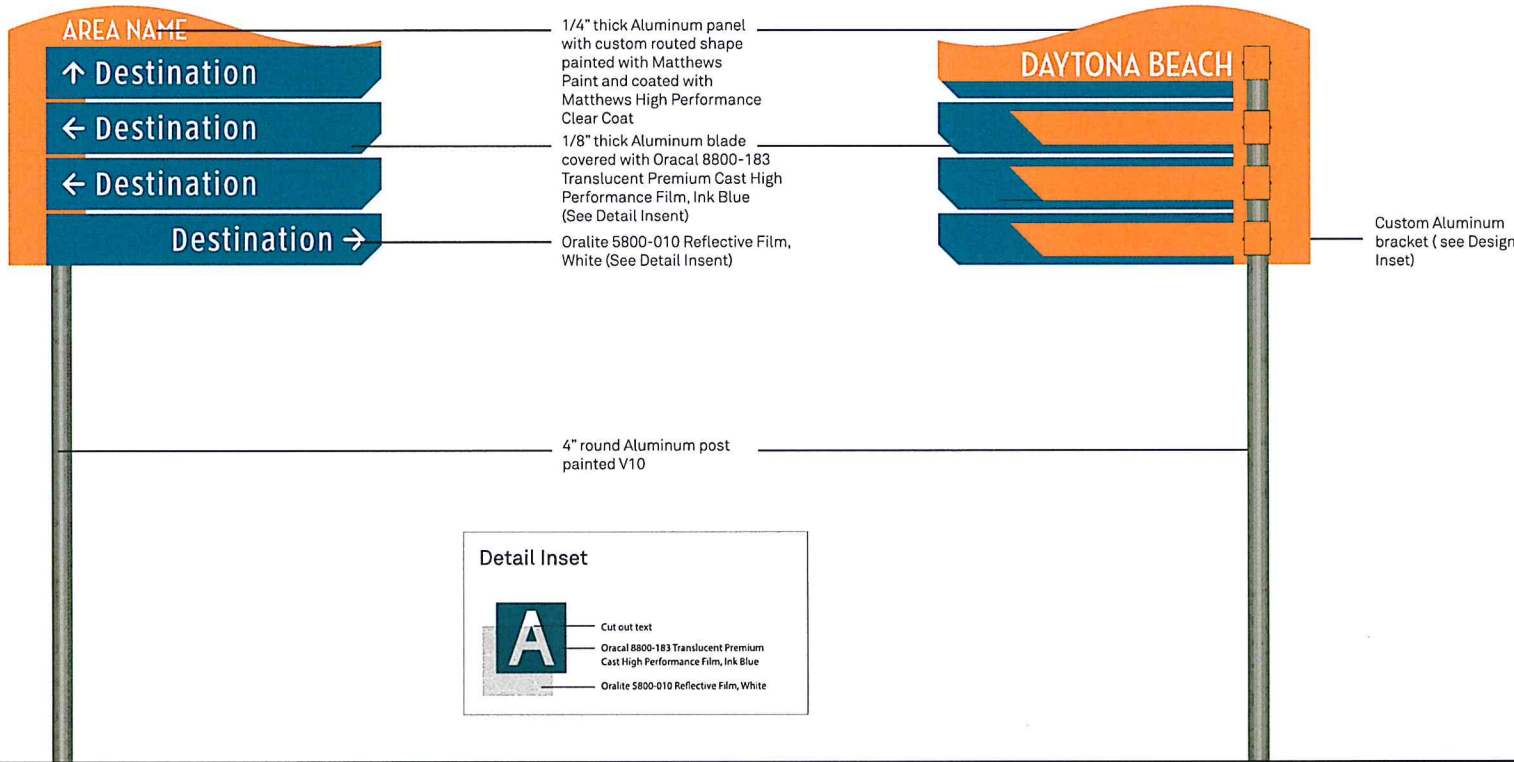 AREA NAME
↑ Destination
← Destination
← Destination
Destination →
1/4” thick Aluminum panel
with custom routed shape
painted with Matthews
Paint and coated with
Matthews High Performance
Clear Coat
1/8” thick Aluminum blade
covered with Oracal 8800-183
Translucent Premium Cast High
Performance Film, Ink Blue
(See Detail Insent)
Oralite 5800-010 Reflective Film,
White (See Detail Insent)
DAYTONA BEACH
Custom Aluminum
bracket ( see Design
Inset)
4” round Aluminum post
painted V10
Detail Inset
A
Cut out text
Oracal 8800-183 Translucent Premium
Cast High Performance Film, Ink Blue
Oralite 5800-010 Reflective Film, White